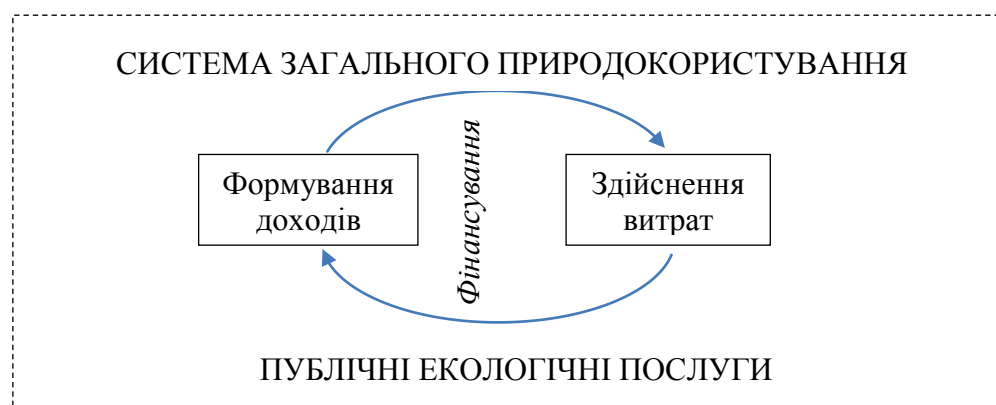 СИСТЕМА ЗАГАЛЬНОГО ПРИРОДОКОРИСТУВАННЯ
Формування
доходів
Фінансування
Здійснення
витрат
ПУБЛІЧНІ ЕКОЛОГІЧНІ ПОСЛУГИ